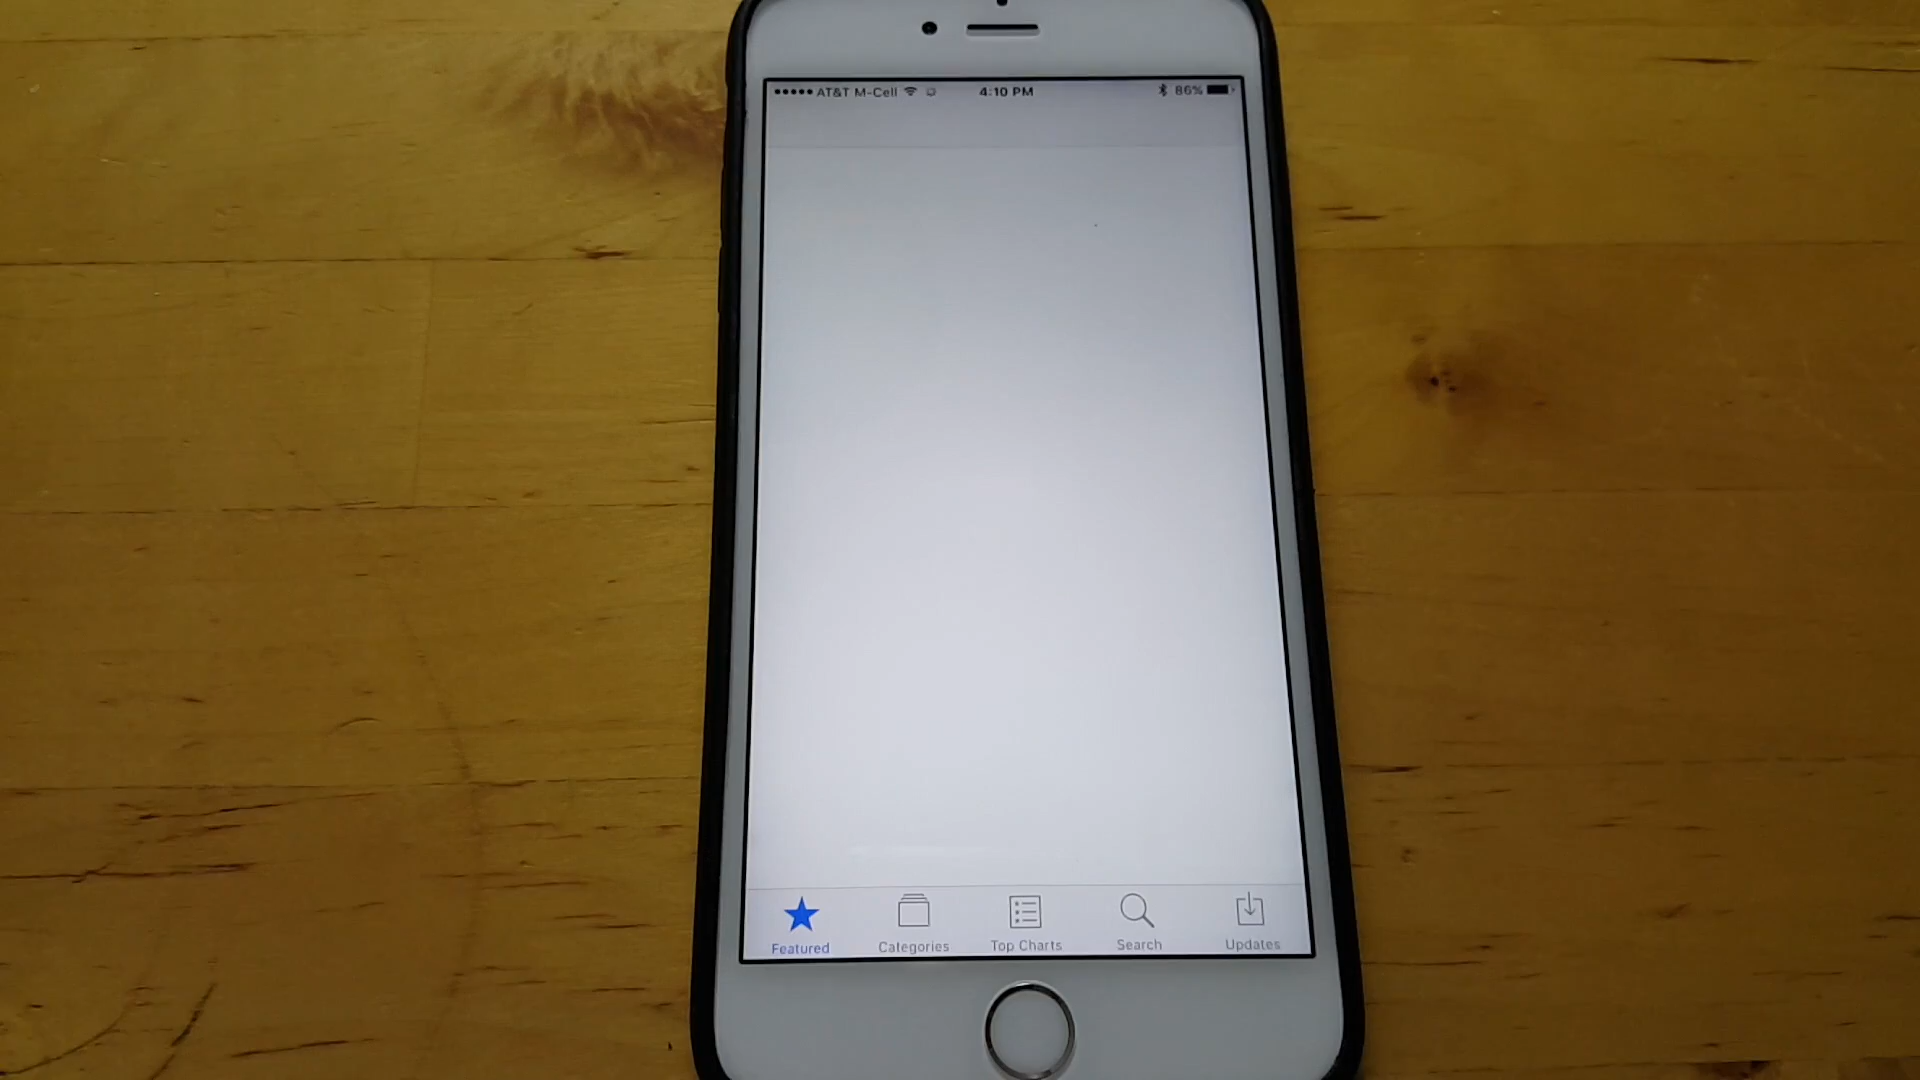 AT&T M-Cell 4:10 PM 86%
Featured Categories Top Charts Search Updates